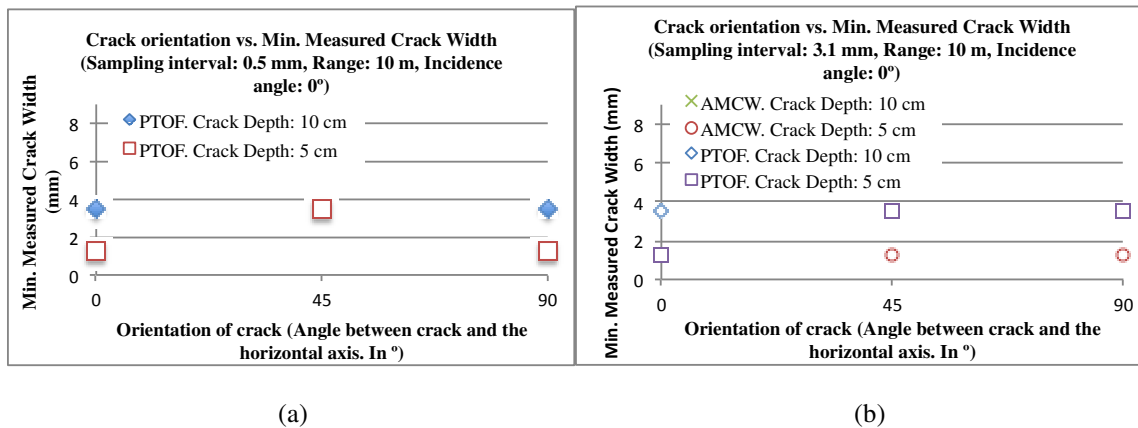 Crack orientation vs. Min. Measured Crack Width
(Sampling interval: 0.5 mm, Range: 10 m, Incidence
angle: 0º)
PTOF. Crack Depth: 10 cm
PTOF. Crack Depth: 5 cm
Min. Measured Crack Width
(mm)
8
6
4
2
0
0
45
90
Orientation of crack (Angle between crack and the
horizontal axis. In º)
(a)
Crack orientation vs. Min. Measured Crack Width
(Sampling interval: 3.1 mm, Range: 10 m, Incidence
angle: 0º)
AMCW. Crack Depth: 10 cm
AMCW. Crack Depth: 5 cm
PTOF. Crack Depth: 10 cm
PTOF. Crack Depth: 5 cm
Min. Measured Crack Width (mm)
8
6
4
2
0
0
45
90
Orientation of crack (Angle between crack and the
horizontal axis. In º)
(b)